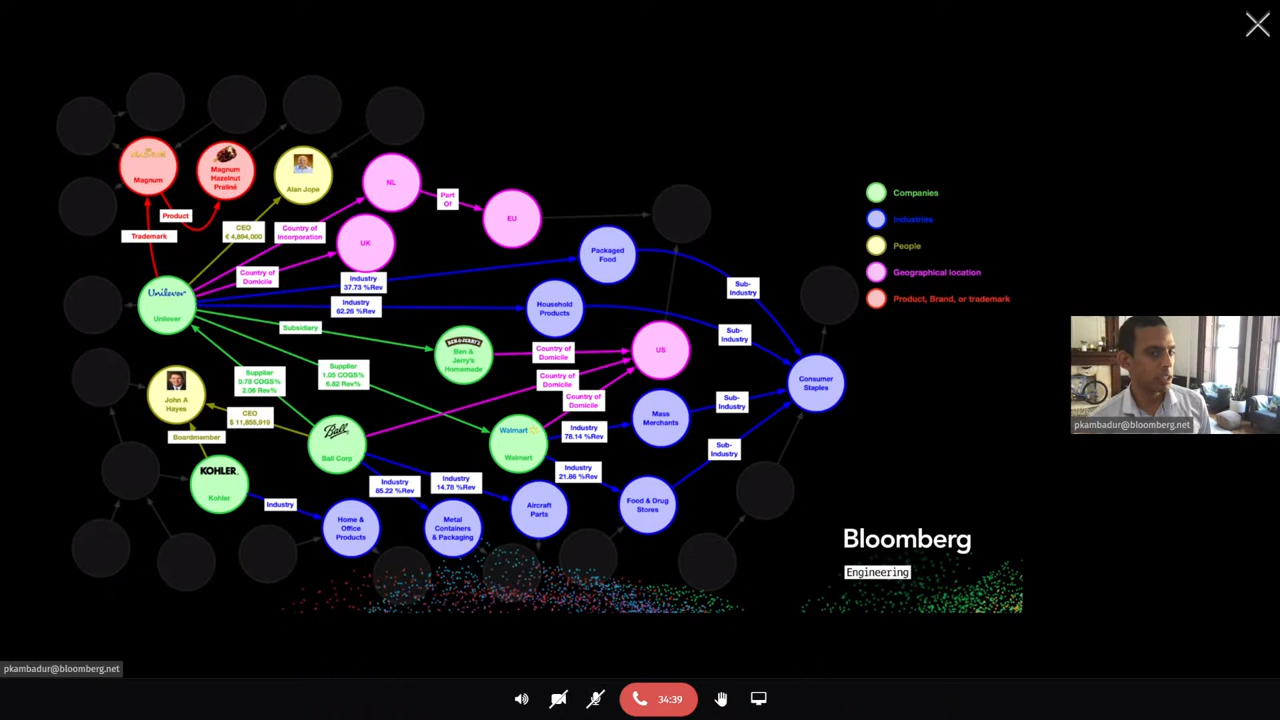 MAGNUM
Magnum
Magnum
Hazelnut
Praliné
Alan Jope
NL
Part
Of
EU
Product
Trademark
CEO
€ 4,894,000
Country of
Incorporation
UK
Country of
Domicile
Packaged
Food
Industry
37.73 %Rev
Sub-
Industry
Unilever
Unilever
Industry
62.26 %Rev
Household
Products
Subsidiary
BEN & JERRY'S
Ben &
Jerry's
Homemade
Country of
Domicile
US
Sub-
Industry
Supplier
0.78 COGS%
2.06 Rev%
Supplier
1.05 COGS%
6.82 Rev%
Country of
Domicile
Country of
Domicile
Consumer
Staples
John A
Hayes
CEO
$ 11,855,919
Boardmember
Ball
Ball Corp
Walmart
Walmart
Industry
78.14 %Rev
Mass
Merchants
Sub-
Industry
Sub-
Industry
KOHLER
Kohler
Industry
Home &
Office
Products
Industry
85.22 %Rev
Industry
14.78 %Rev
Metal
Containers
& Packaging
Aircraft
Parts
Industry
21.86 %Rev
Food & Drug
Stores
Companies
Industries
People
Geographical location
Product, Brand, or trademark
Bloomberg
Engineering
pkambadur@bloomberg.net
pkambadur@bloomberg.net
34:39